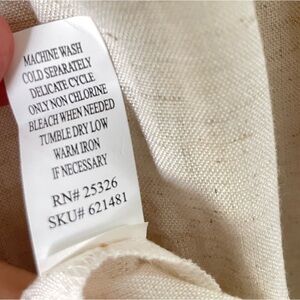 MACHINE WASH
COLD SEPARATELY
DELICATE CYCLE
ONLY NON CHLORINE
BLEACH WHEN NEEDED
TUMBLE DRY LOW
WARM IRON
IF NECESSARY
RN# 25326
SKU# 621481